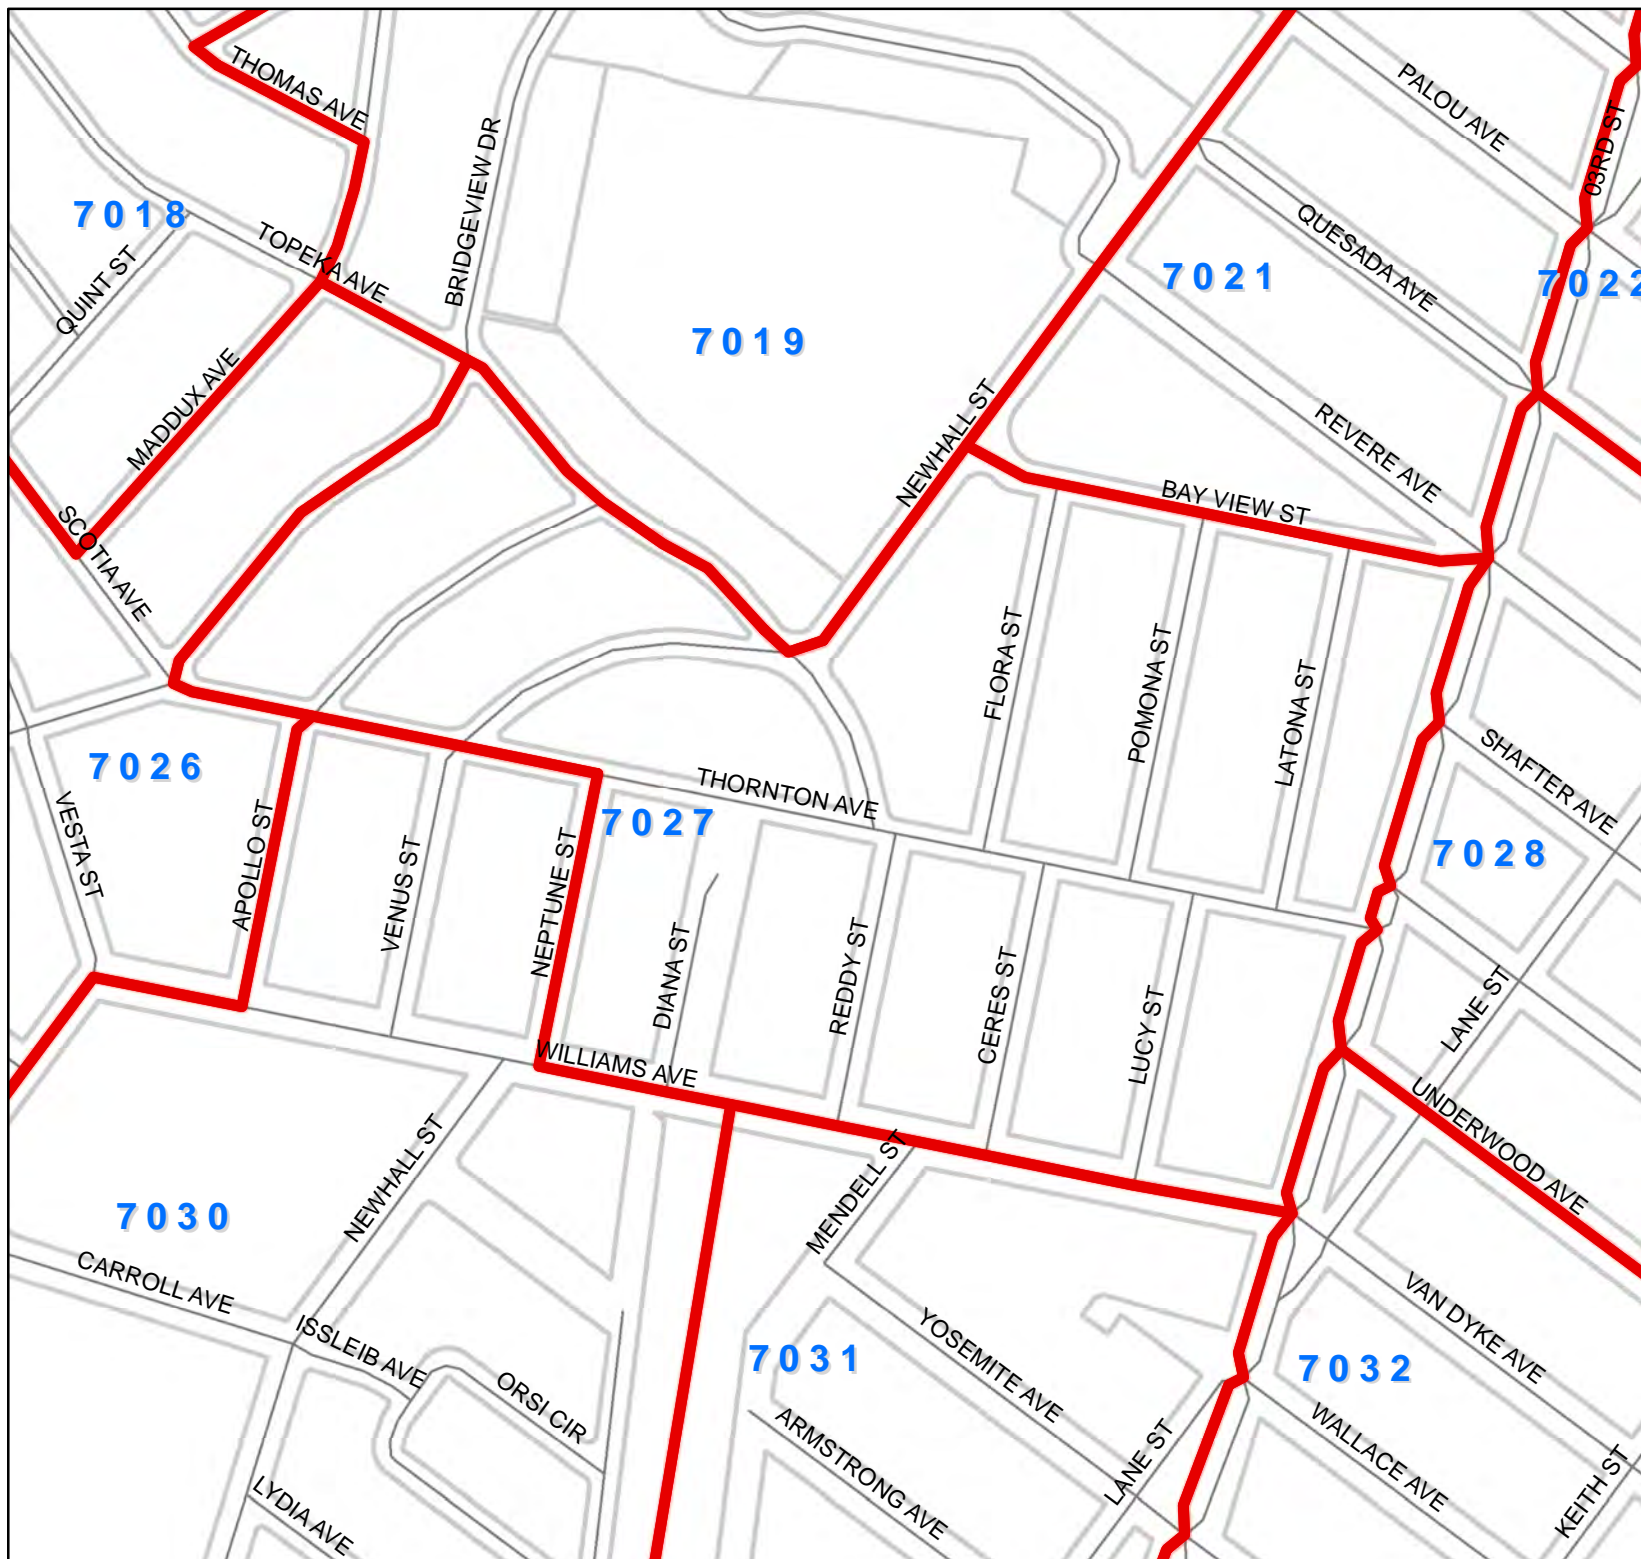 THOMAS AVE
PALOU AVE
03RD ST
BRIDGEVIEW DR
7018
TOPEKA AVE
QUINT ST
QUESADA AVE
7021
7022
7019
MADDUX AVE
NEWHALL ST
REVERE AVE
BAY VIEW ST
SCOTIA AVE
FLORA ST
POMONA ST
LATONA ST
SHAFTER AVE
7026
THORNTON AVE
7027
VESTA ST
APOLLO ST
VENUS ST
NEPTUNE ST
7028
DIANA ST
REDDY ST
CERES ST
LUCY ST
LANE ST
WILLIAMS AVE
UNDERWOOD AVE
NEWHALL ST
MENDELL ST
7030
CARROLL AVE
ISSLEIB AVE
ORSI CIR
7031
YOSEMITE AVE
VAN DYKE AVE
7032
ARMSTRONG AVE
LANE ST
WALLACE AVE
KEITH ST
LYDIA AVE